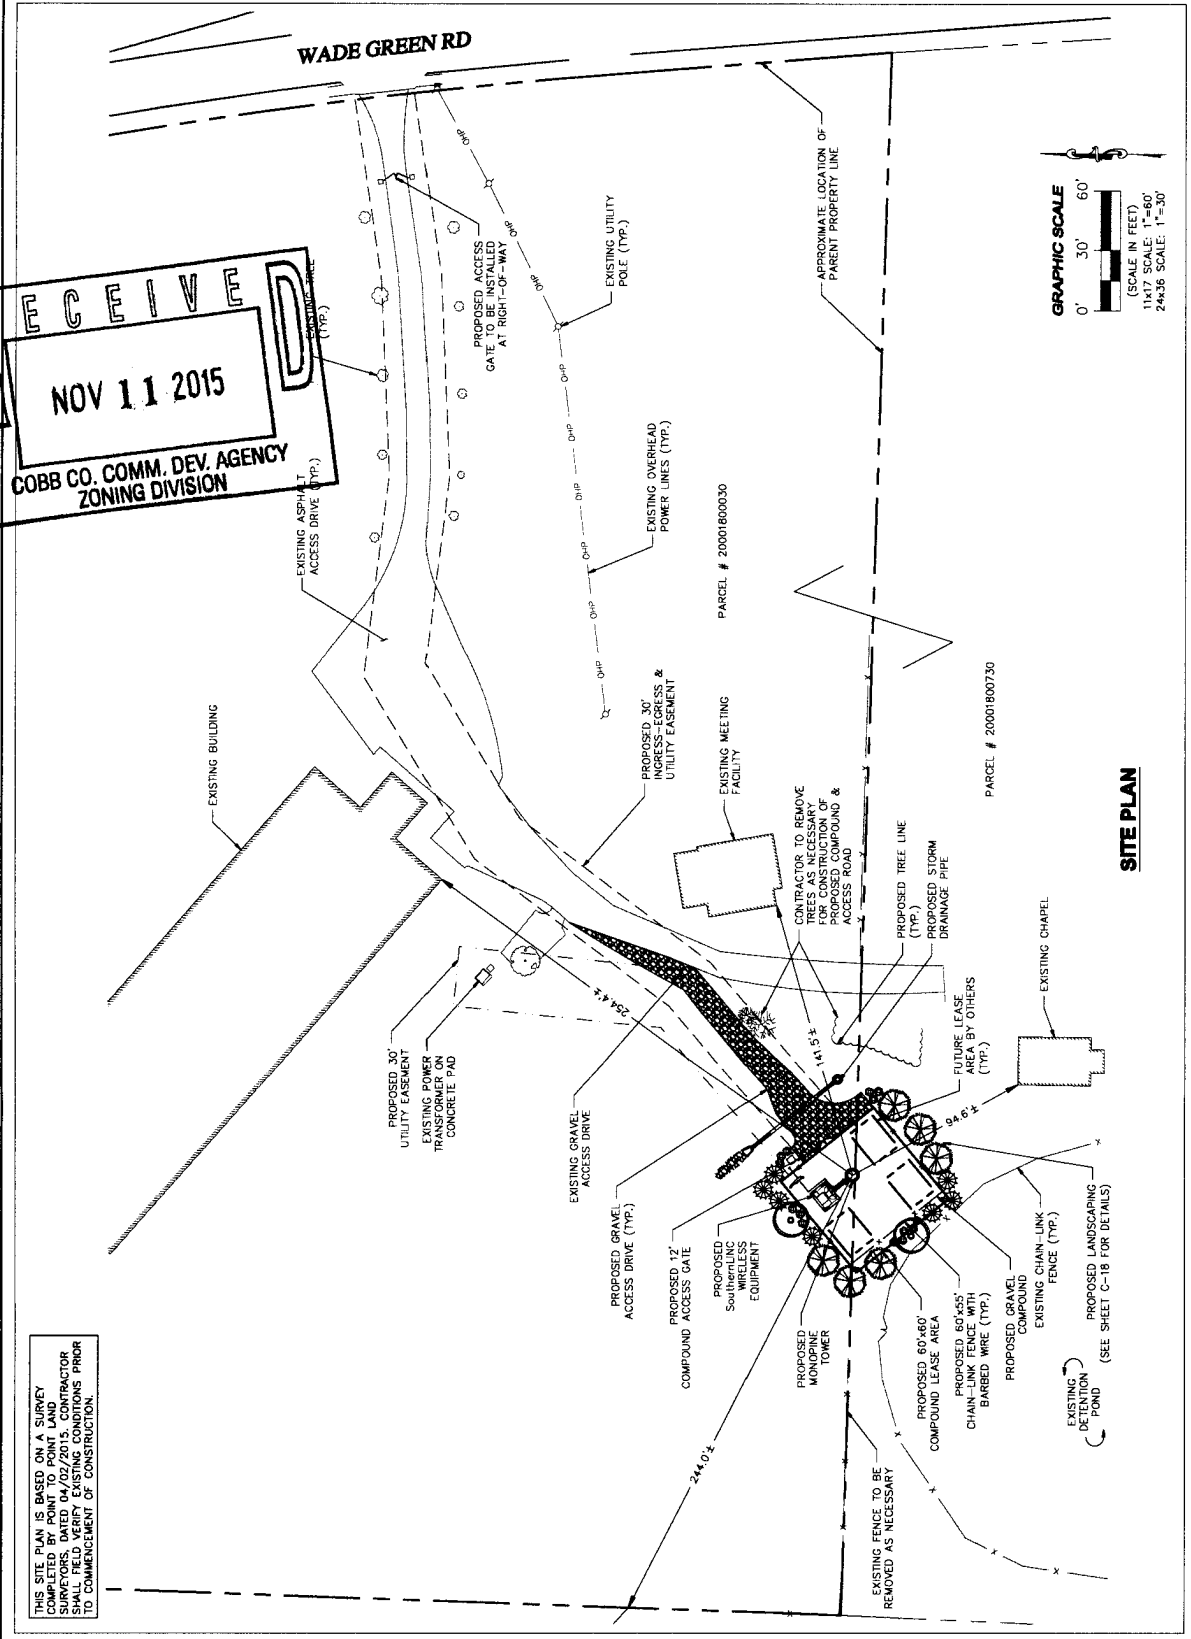 WADE GREEN RD
ECEIVE
D
NOV 11 2015
COBB CO. COMM. DEV. AGENCY
ZONING DIVISION
EXISTING TREE
(TYP.)
EXISTING ASPHALT
ACCESS DRIVE (TYP.)
PROPOSED ACCESS
GATE TO BE INSTALLED
AT RIGHT-OF-WAY
OHP
OHP
OHP
OHP
OHP
OHP
OHP
OHP
EXISTING UTILITY
POLE (TYP.)
EXISTING OVERHEAD
POWER LINES (TYP.)
APPROXIMATE LOCATION OF
PARENT PROPERTY LINE
GRAPHIC SCALE
0' 30' 60'
(SCALE IN FEET)
11x17 SCALE: 1"=60'
24x36 SCALE: 1"=30'
PARCEL # 20001800030
PARCEL # 20001800730
EXISTING BUILDING
PROPOSED 30'
INGRESS-EGRESS &
UTILITY EASEMENT
EXISTING MEETING
FACILITY
CONTRACTOR TO REMOVE
TREES AS NECESSARY
FOR CONSTRUCTION OF
PROPOSED COMPOUND &
ACCESS ROAD
PROPOSED TREE LINE
(TYP.)
PROPOSED STORM
DRAINAGE PIPE
FUTURE LEASE
AREA BY OTHERS
(TYP.)
EXISTING CHAPEL
254.4'±
141.5'±
94.6'±
244.0'±
PROPOSED 30'
UTILITY EASEMENT
EXISTING POWER
TRANSFORMER ON
CONCRETE PAD
EXISTING GRAVEL
ACCESS DRIVE
PROPOSED GRAVEL
ACCESS DRIVE (TYP.)
PROPOSED 12'
COMPOUND ACCESS GATE
PROPOSED
SouthernLINC
WIRELESS
EQUIPMENT
PROPOSED
MONOPINE
TOWER
PROPOSED 60'x60'
COMPOUND LEASE AREA
PROPOSED 60'x55'
CHAIN-LINK FENCE WITH
BARBED WIRE (TYP.)
PROPOSED GRAVEL
COMPOUND
EXISTING CHAIN-LINK
FENCE (TYP.)
PROPOSED LANDSCAPING
(SEE SHEET C-18 FOR DETAILS)
EXISTING
DETENTION
POND
EXISTING FENCE TO BE
REMOVED AS NECESSARY
SITE PLAN
THIS SITE PLAN IS BASED ON A SURVEY
COMPLETED BY POINT TO POINT LAND
SURVEYORS, DATED 04/02/2015. CONTRACTOR
SHALL FIELD VERIFY EXISTING CONDITIONS PRIOR
TO COMMENCEMENT OF CONSTRUCTION.